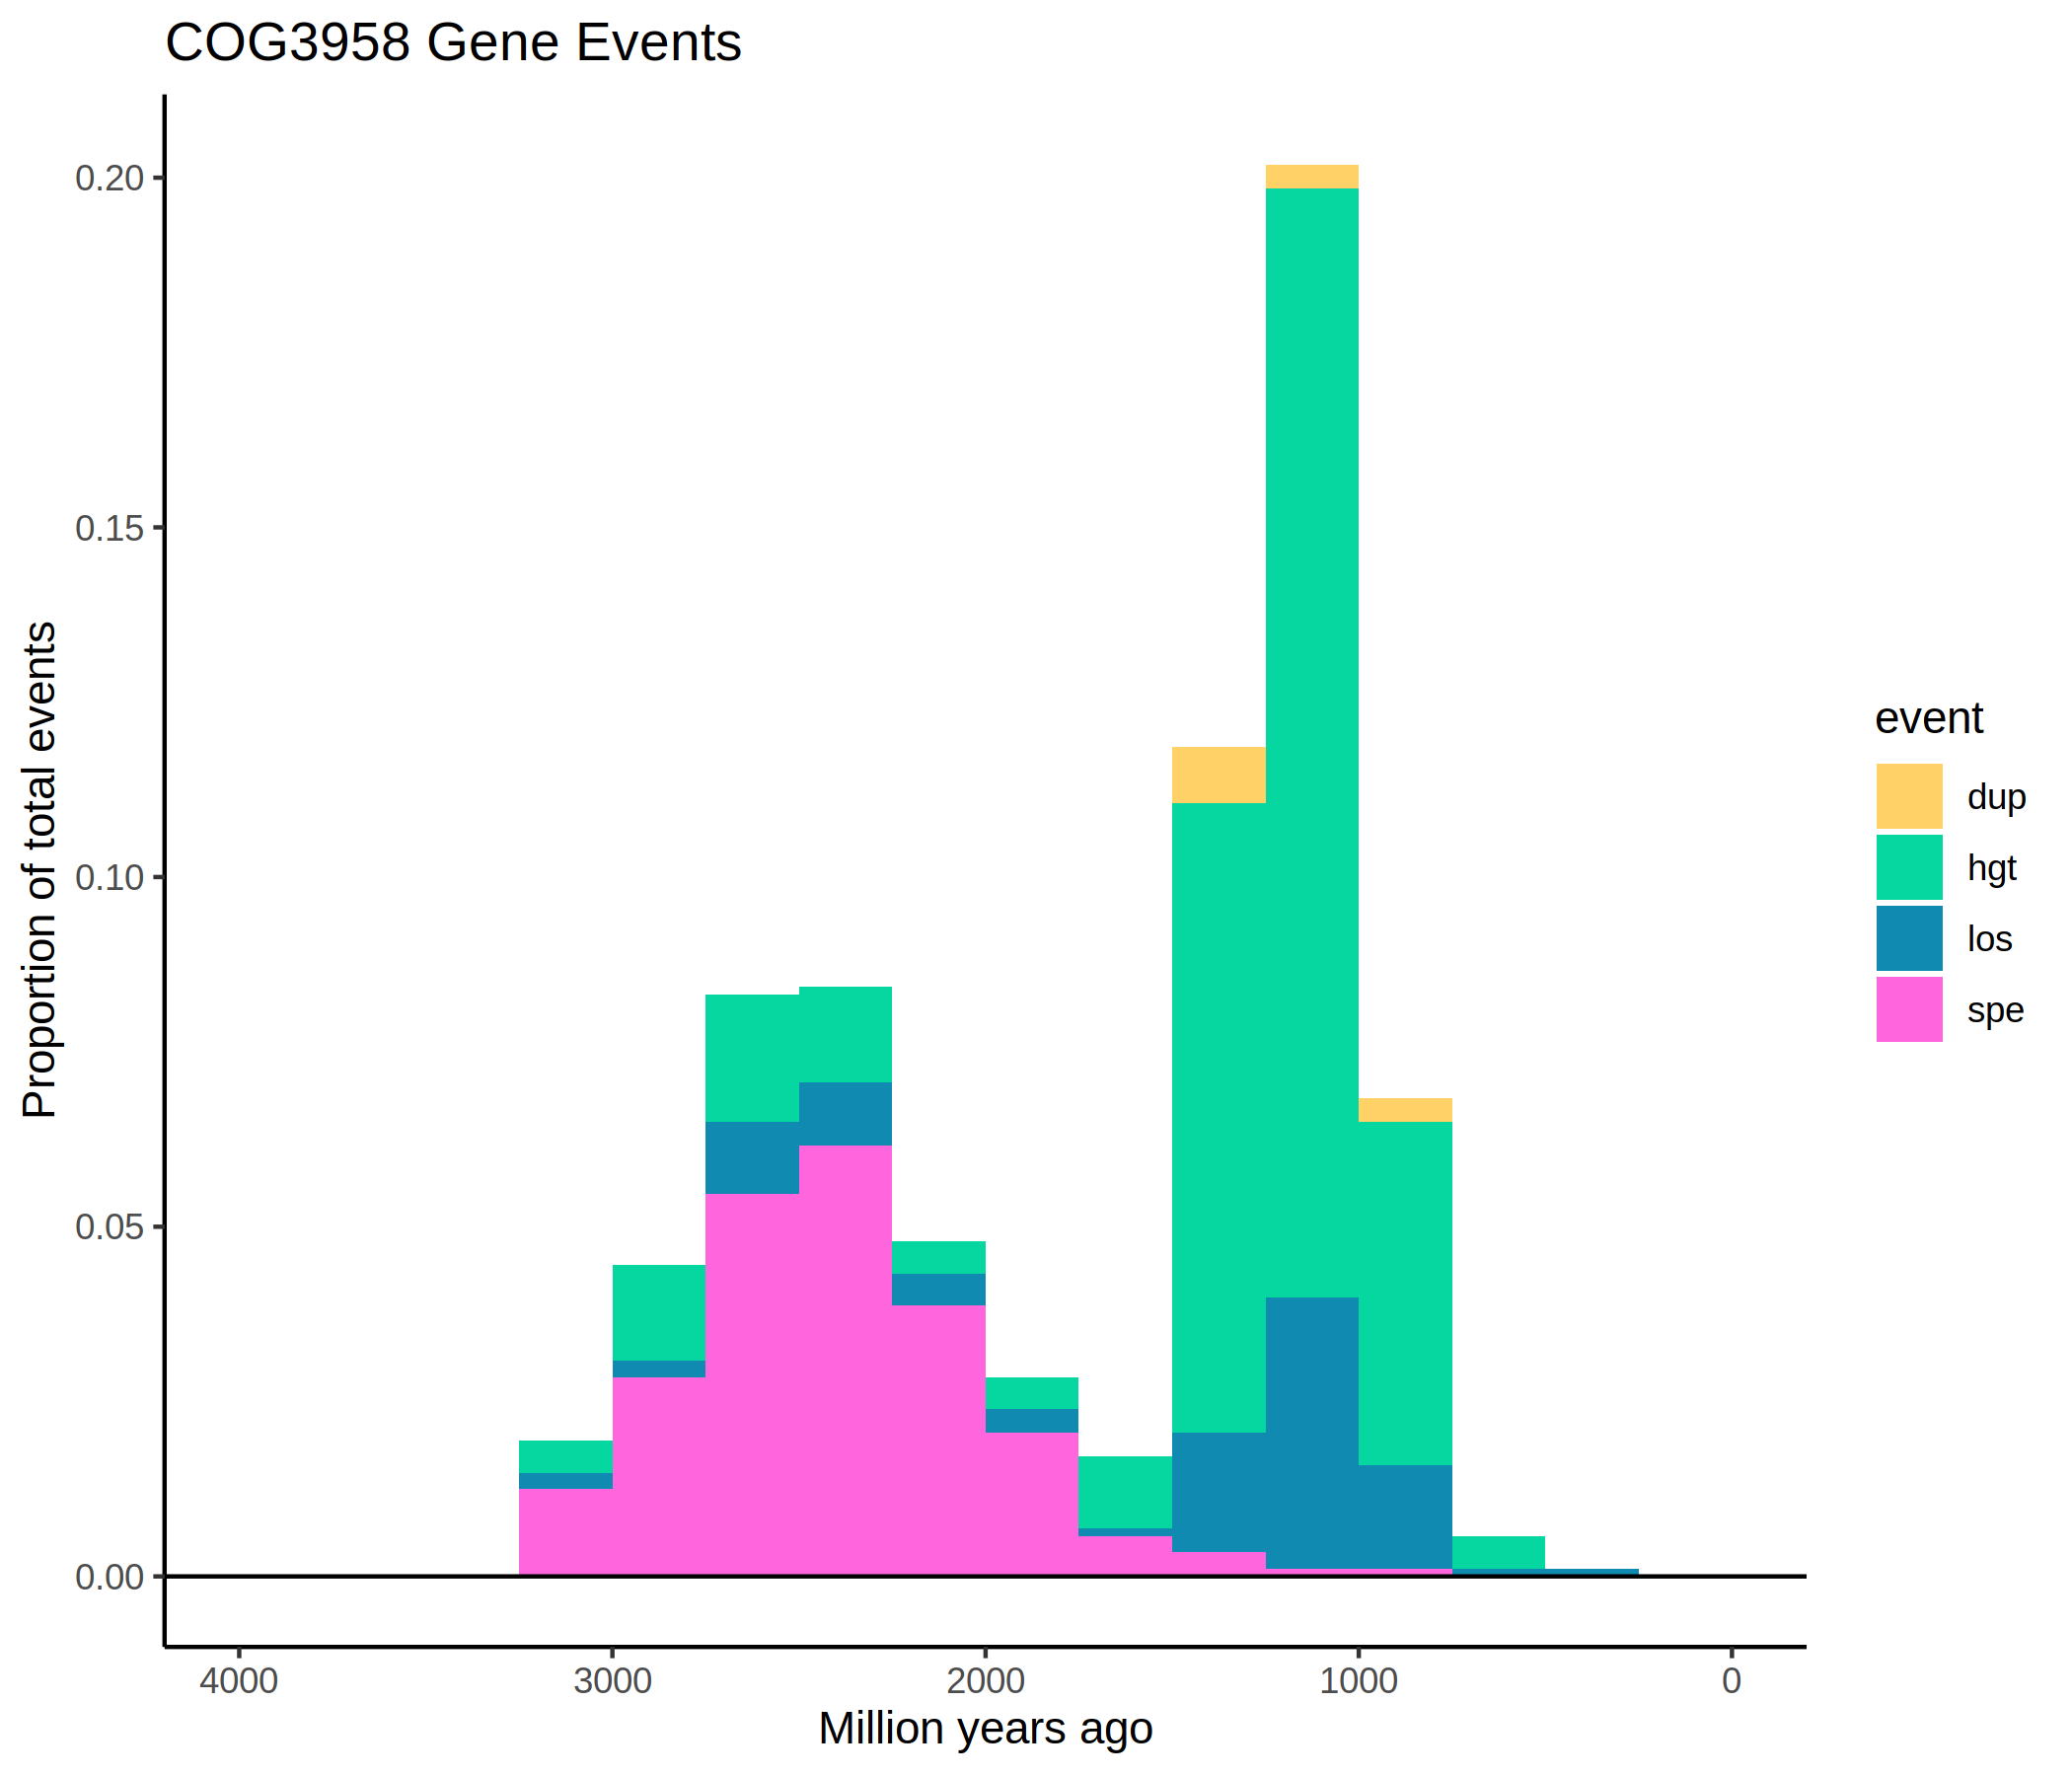 COG3958 Gene Events
Proportion of total events
0.20
0.15
0.10
0.05
0.00
4000 3000 2000 1000 0
Million years ago
event
dup
hgt
los
spe